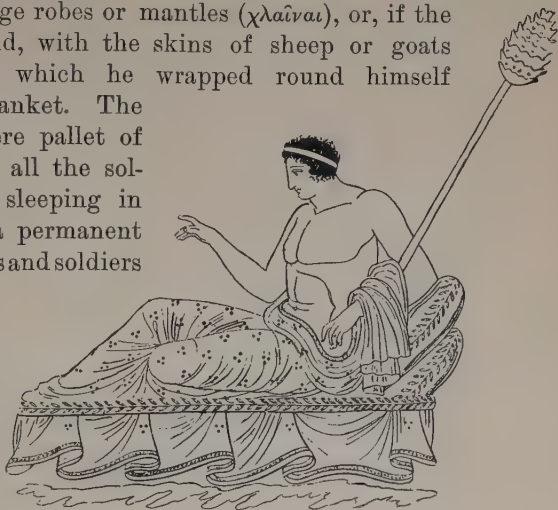 ge robes or mantles (χλαῖναι), or, if the
d, with the skins of sheep or goats
which he wrapped round himself
anket. The
ere pallet of
all the sol-
sleeping in
a permanent
s and soldiers